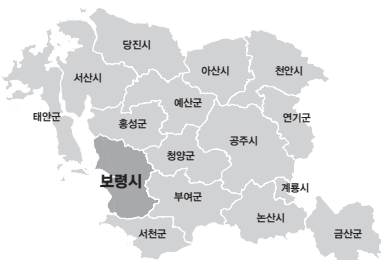 당진시
아산시
천안시
서산시
예산군
태안군
홍성군
연기군
공주시
청양군
보령시
계룡시
부여군
논산시
서천군
금산군